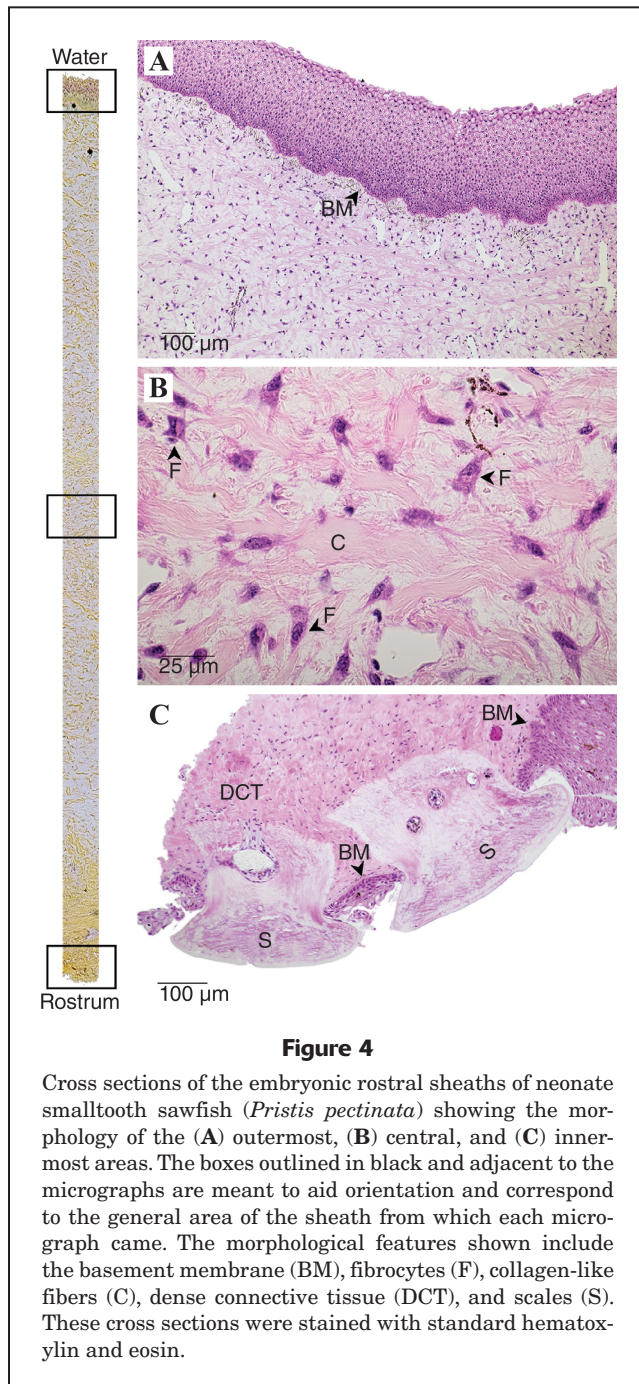 Water
A
BM
100 µm
B
F
F
C
F
25 µm
C
BM
DCT
BM
S
S
100 µm
Rostrum
Figure 4
Cross sections of the embryonic rostral sheaths of neonate
smalltooth sawfish (Pristis pectinata) showing the mor-
phology of the (A) outermost, (B) central, and (C) inner-
most areas. The boxes outlined in black and adjacent to the
micrographs are meant to aid orientation and correspond
to the general area of the sheath from which each micro-
graph came. The morphological features shown include
the basement membrane (BM), fibrocytes (F), collagen-like
fibers (C), dense connective tissue (DCT), and scales (S).
These cross sections were stained with standard hematox-
ylin and eosin.